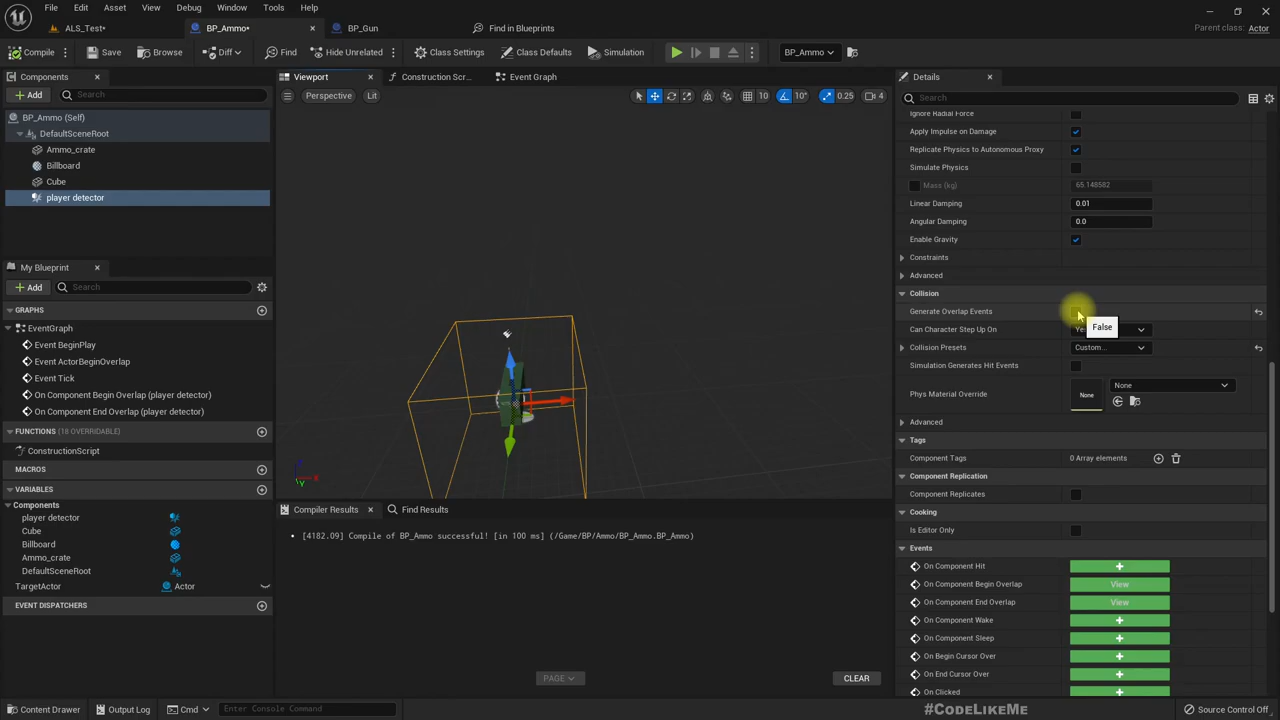 File Edit Asset View Debug Window Tools Help
ALS_Test* BP_Ammo* BP_Gun Find in Blueprints Parent class: Actor
Compile Save Browse Diff Find Hide Unrelated Class Settings Class Defaults Simulation BP_Ammo
Components
Add Search
BP_Ammo (Self)
DefaultSceneRoot
Ammo_crate
Billboard
Cube
player detector
My Blueprint
Add Search
GRAPHS
EventGraph
Event BeginPlay
Event ActorBeginOverlap
Event Tick
On Component Begin Overlap (player detector)
On Component End Overlap (player detector)
FUNCTIONS (18 OVERRIDABLE)
ConstructionScript
MACROS
VARIABLES
Components
player detector
Cube
Billboard
Ammo_crate
DefaultSceneRoot
TargetActor Actor
EVENT DISPATCHERS
Viewport Construction Scr... Event Graph
Perspective Lit 10 10° 0.25 4
Compiler Results Find Results
[4182.09] Compile of BP_Ammo successful! [in 100 ms] (/Game/BP/Ammo/BP_Ammo.BP_Ammo)
PAGE CLEAR
Details
Search
Ignore Radial Force
Apply Impulse on Damage
Replicate Physics to Autonomous Proxy
Simulate Physics
Mass (kg) 65.148582
Linear Damping 0.01
Angular Damping 0.0
Enable Gravity
Constraints
Advanced
Collision
Generate Overlap Events
False
Can Character Step Up On
Collision Presets Custom...
Simulation Generates Hit Events
Phys Material Override None None
Advanced
Tags
Component Tags 0 Array elements
Component Replication
Component Replicates
Cooking
Is Editor Only
Events
On Component Hit
On Component Begin Overlap View
On Component End Overlap View
On Component Wake
On Component Sleep
On Begin Cursor Over
On End Cursor Over
On Clicked
Content Drawer Output Log Cmd Enter Console Command #CodeLikeMe Source Control Off